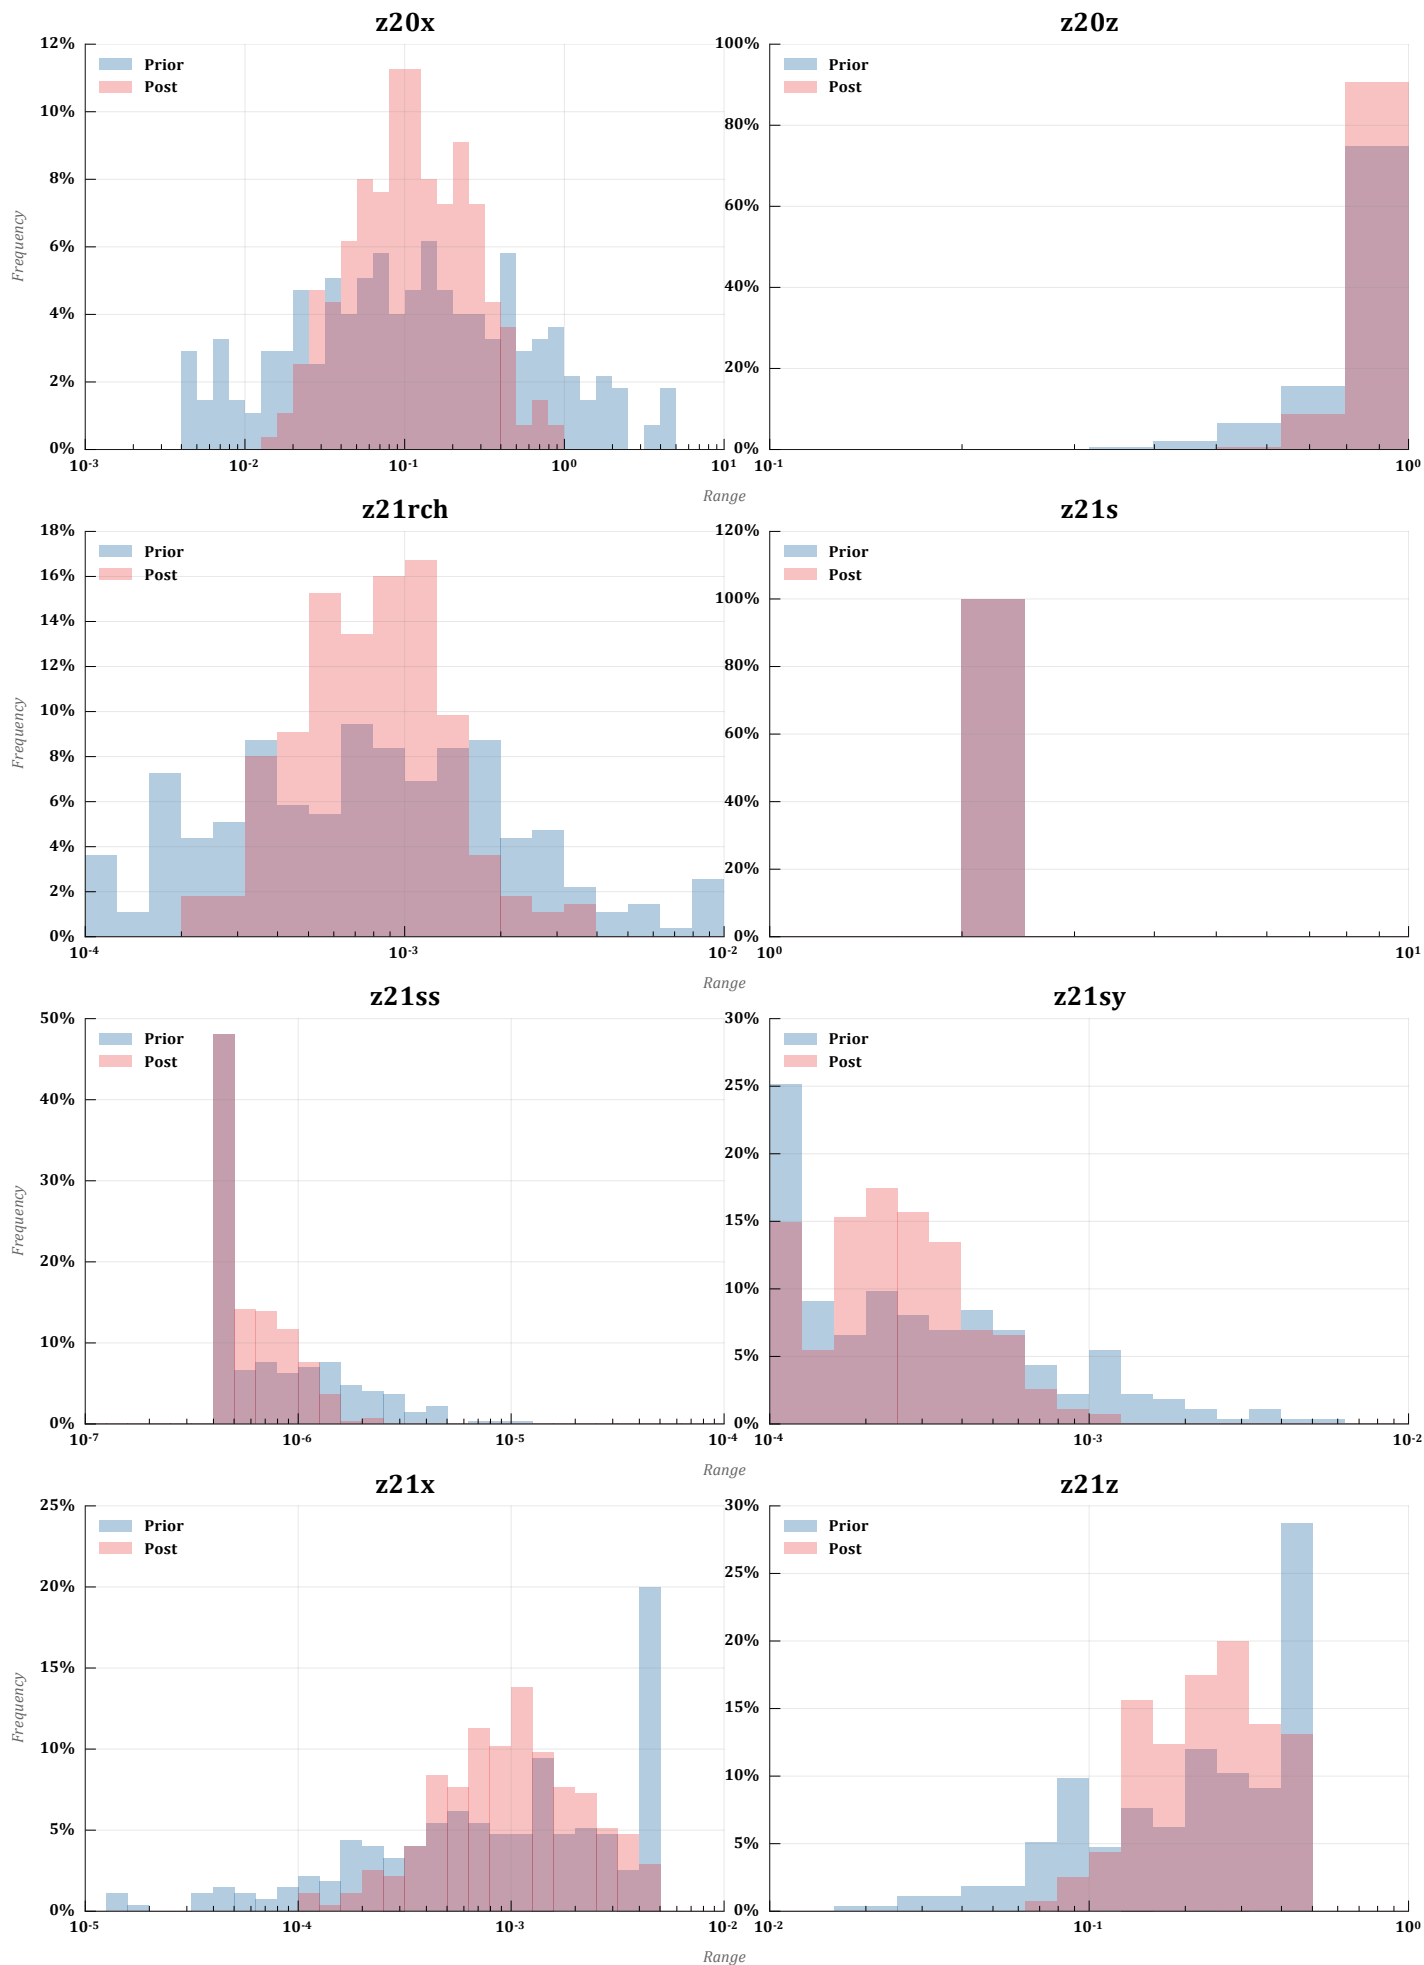 z20x
12%
10%
8%
6%
4%
2%
0%
Frequency
Prior
Post
10-3
10-2
10-1
100
101
z20z
100%
80%
60%
40%
20%
0%
Prior
Post
10-1
100
Range
z21rch
18%
16%
14%
12%
10%
8%
6%
4%
2%
0%
Frequency
Prior
Post
10-4
10-3
10-2
z21s
120%
100%
80%
60%
40%
20%
0%
Prior
Post
100
101
Range
z21ss
50%
40%
30%
20%
10%
0%
Frequency
Prior
Post
10-7
10-6
10-5
10-4
z21sy
30%
25%
20%
15%
10%
5%
0%
Prior
Post
10-4
10-3
10-2
Range
z21x
25%
20%
15%
10%
5%
0%
Frequency
Prior
Post
10-5
10-4
10-3
10-2
z21z
30%
25%
20%
15%
10%
5%
0%
Prior
Post
10-2
10-1
100
Range